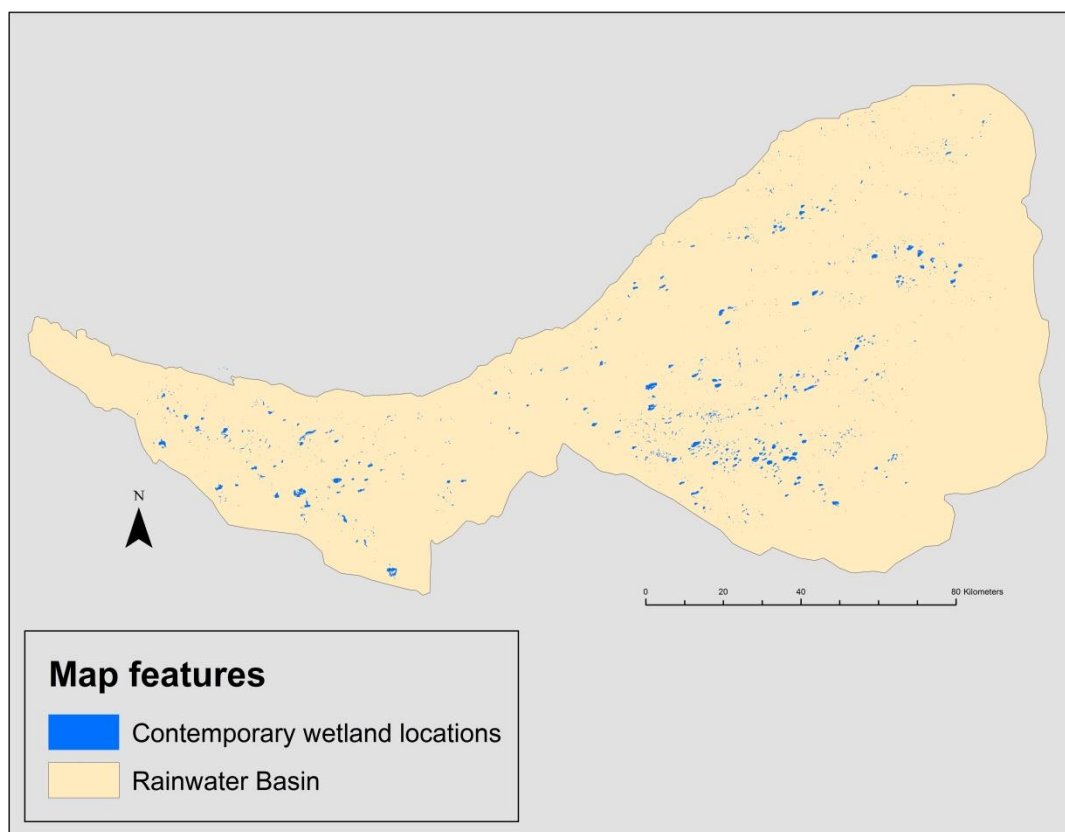 N
0 20 40 80 Kilometers
Map features
Contemporary wetland locations
Rainwater Basin